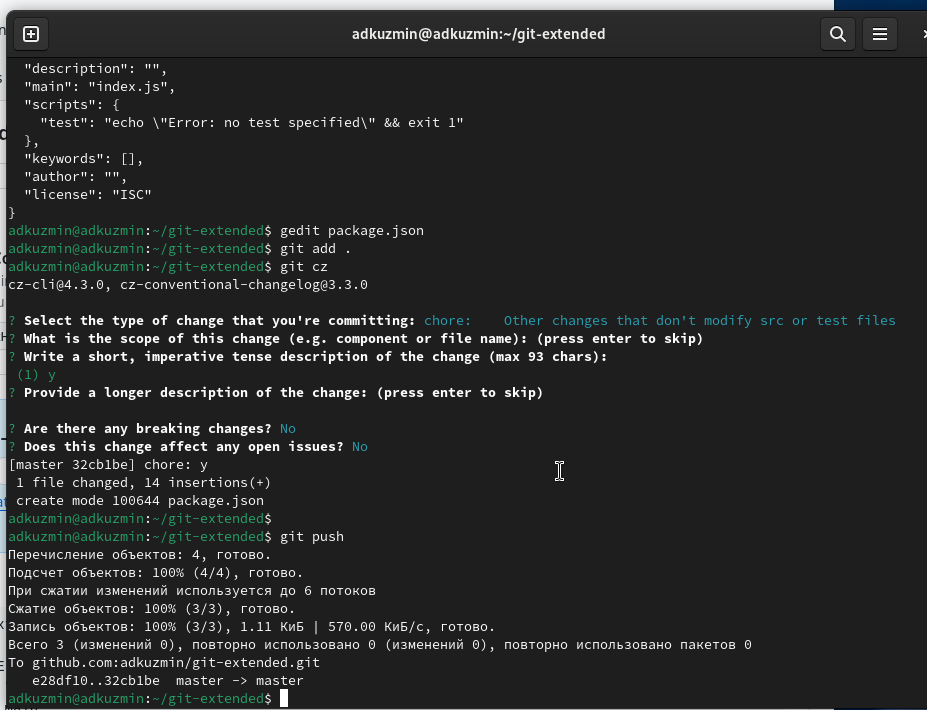 adkuzmin@adkuzmin:~/git-extended
"description": "",
"main": "index.js",
"scripts": {
"test": "echo \"Error: no test specified\" && exit 1"
},
"keywords": [],
"author": "",
"license": "ISC"
}
adkuzmin@adkuzmin:~/git-extended$ gedit package.json
adkuzmin@adkuzmin:~/git-extended$ git add .
adkuzmin@adkuzmin:~/git-extended$ git cz
cz-cli@4.3.0, cz-conventional-changelog@3.3.0
? Select the type of change that you're committing: chore:    Other changes that don't modify src or test files
? What is the scope of this change (e.g. component or file name): (press enter to skip)
? Write a short, imperative tense description of the change (max 93 chars):
(1) y
? Provide a longer description of the change: (press enter to skip)
? Are there any breaking changes? No
? Does this change affect any open issues? No
[master 32cb1be] chore: y
1 file changed, 14 insertions(+)
create mode 100644 package.json
adkuzmin@adkuzmin:~/git-extended$
adkuzmin@adkuzmin:~/git-extended$ git push
Перечисление объектов: 4, готово.
Подсчет объектов: 100% (4/4), готово.
При сжатии изменений используется до 6 потоков
Сжатие объектов: 100% (3/3), готово.
Запись объектов: 100% (3/3), 1.11 КиБ | 570.00 КиБ/с, готово.
Всего 3 (изменений 0), повторно использовано 0 (изменений 0), повторно использовано пакетов 0
To github.com:adkuzmin/git-extended.git
e28df10..32cb1be  master -> master
adkuzmin@adkuzmin:~/git-extended$